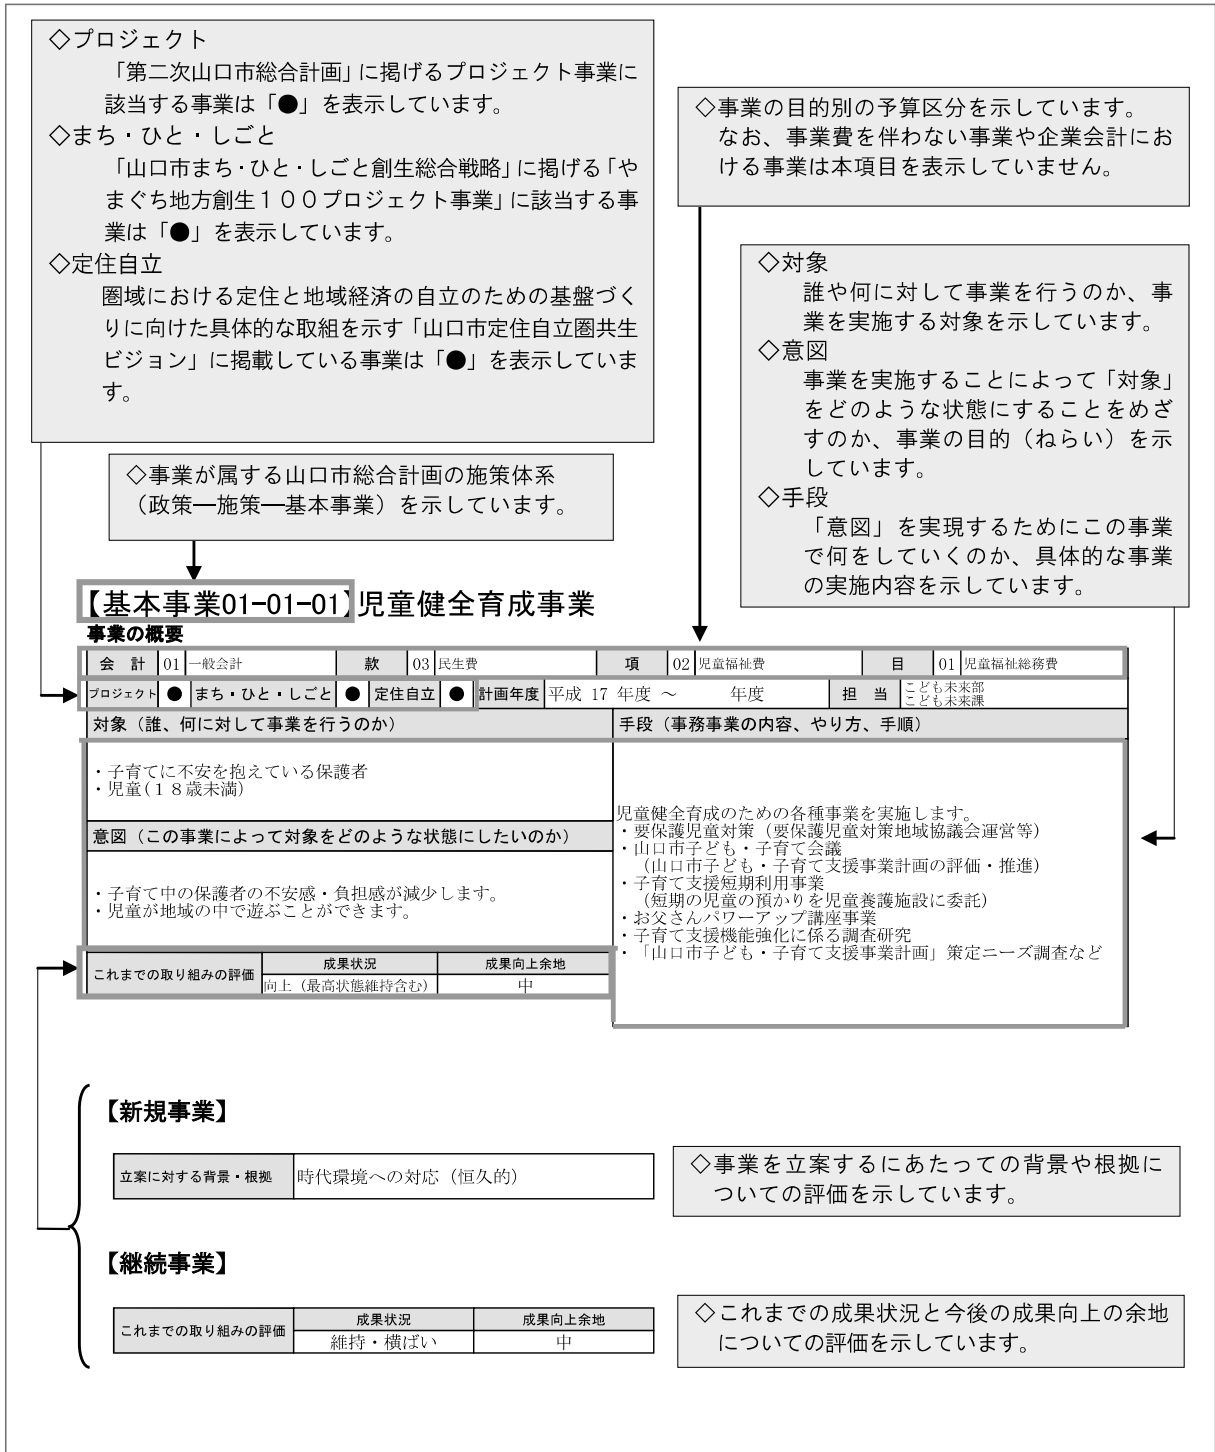 ◇プロジェクト
「第二次山口市総合計画」に掲げるプロジェクト事業に
該当する事業は「●」を表示しています。
◇まち・ひと・しごと
「山口市まち・ひと・しごと創生総合戦略」に掲げる「や
まぐち地方創生１００プロジェクト事業」に該当する事
業は「●」を表示しています。
◇定住自立
圏域における定住と地域経済の自立のための基盤づく
りに向けた具体的な取組を示す「山口市定住自立圏共生
ビジョン」に掲載している事業は「●」を表示していま
す。
◇事業の目的別の予算区分を示しています。
なお、事業費を伴わない事業や企業会計にお
ける事業は本項目を表示していません。
◇対象
誰や何に対して事業を行うのか、事
業を実施する対象を示しています。
◇意図
事業を実施することによって「対象」
をどのような状態にすることをめざ
すのか、事業の目的（ねらい）を示
しています。
◇手段
「意図」を実現するためにこの事業
で何をしていくのか、具体的な事業
の実施内容を示しています。
◇事業が属する山口市総合計画の施策体系
（政策―施策―基本事業）を示しています。
【基本事業01-01-01】児童健全育成事業
事業の概要
会 計 01 一般会計 款 03 民生費 項 02 児童福祉費 目 01 児童福祉総務費
プロジェクト ● まち・ひと・しごと ● 定住自立 ● 計画年度 平成 17 年度 ～ 年度 担 当 こども未来部
こども未来課
対象（誰、何に対して事業を行うのか）
・子育てに不安を抱えている保護者
・児童(１８歳未満)
意図（この事業によって対象をどのような状態にしたいのか）
・子育て中の保護者の不安感・負担感が減少します。
・児童が地域の中で遊ぶことができます。
手段（事務事業の内容、やり方、手順）
児童健全育成のための各種事業を実施します。
・要保護児童対策（要保護児童対策地域協議会運営等）
・山口市子ども・子育て会議
（山口市子ども・子育て支援事業計画の評価・推進）
・子育て支援短期利用事業
（短期の児童の預かりを児童養護施設に委託）
・お父さんパワーアップ講座事業
・子育て支援機能強化に係る調査研究
・「山口市子ども・子育て支援事業計画」策定ニーズ調査など
これまでの取り組みの評価 成果状況 成果向上余地
向上（最高状態維持含む） 中
【新規事業】
立案に対する背景・根拠 時代環境への対応（恒久的）
◇事業を立案するにあたっての背景や根拠に
ついての評価を示しています。
【継続事業】
これまでの取り組みの評価 成果状況 成果向上余地
維持・横ばい 中
◇これまでの成果状況と今後の成果向上の余地
についての評価を示しています。